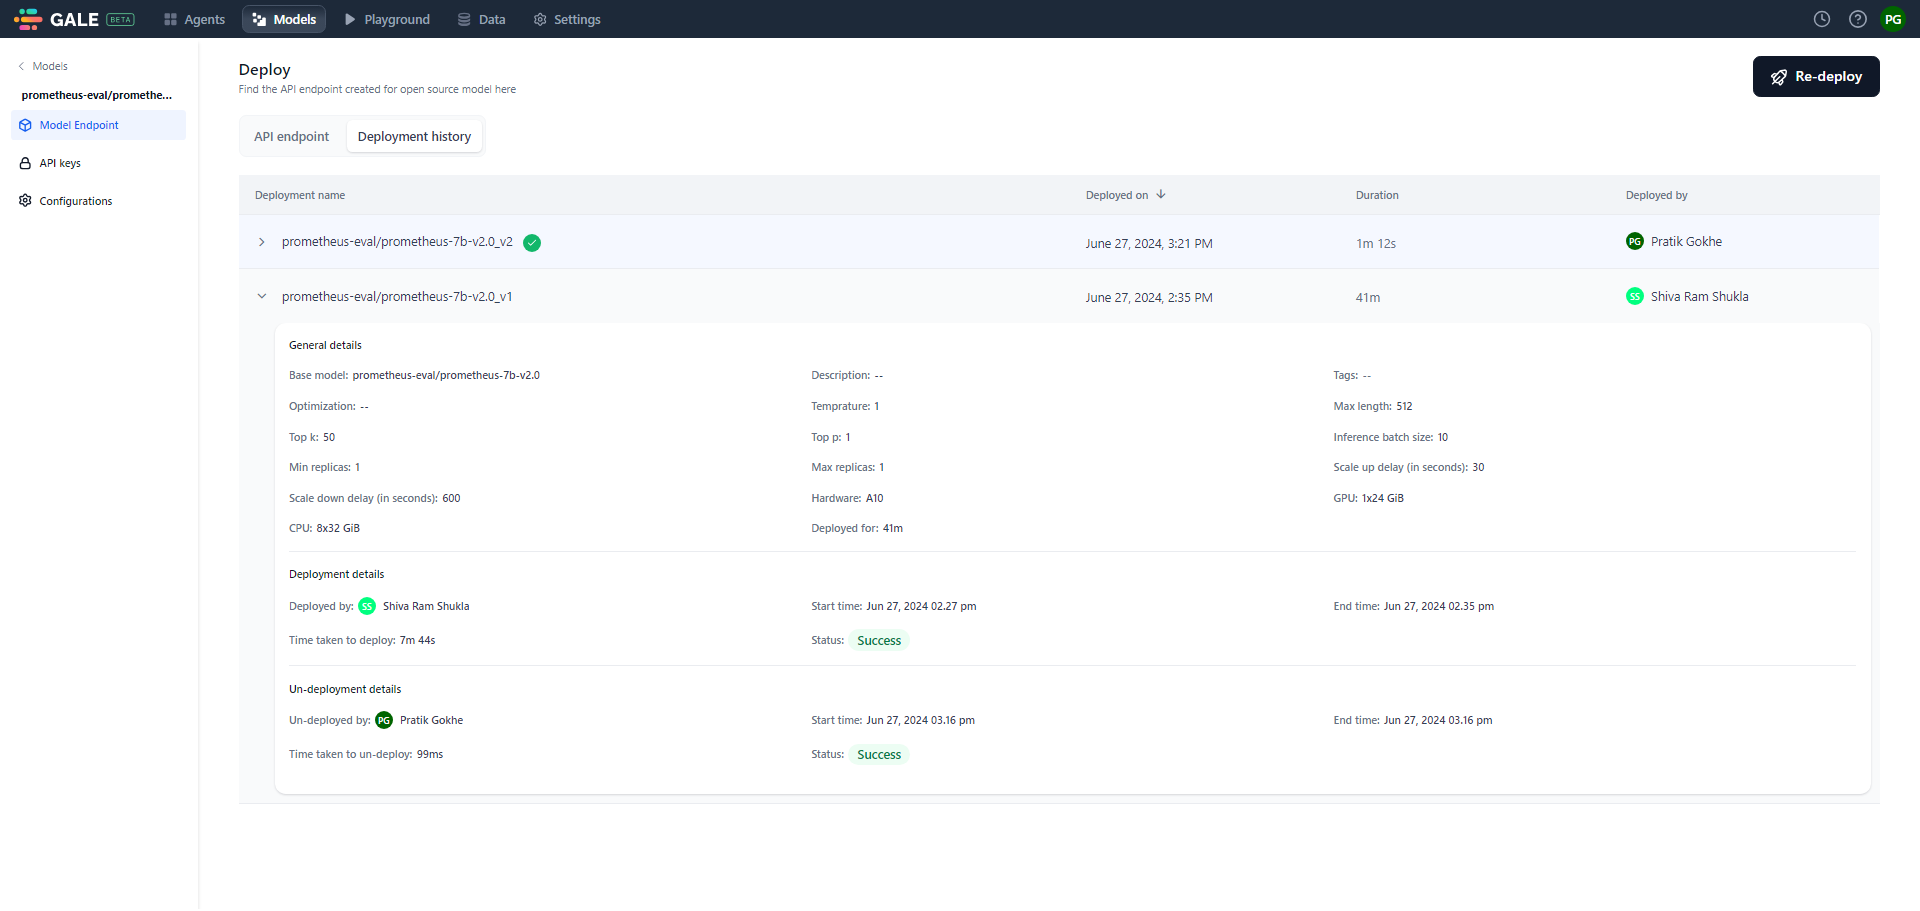 GALE BETA Agents Models Playground Data Settings PG
Models
prometheus-eval/promethe...
Model Endpoint
API keys
Configurations
Deploy
Find the API endpoint created for open source model here
Re-deploy
API endpoint Deployment history
Deployment name Deployed on Duration Deployed by
prometheus-eval/prometheus-7b-v2.0_v2 June 27, 2024, 3:21 PM 1m 12s PG Pratik Gokhe
prometheus-eval/prometheus-7b-v2.0_v1 June 27, 2024, 2:35 PM 41m SS Shiva Ram Shukla
General details
Base model: prometheus-eval/prometheus-7b-v2.0 Description: -- Tags: --
Optimization: -- Temprature: 1 Max length: 512
Top k: 50 Top p: 1 Inference batch size: 10
Min replicas: 1 Max replicas: 1 Scale up delay (in seconds): 30
Scale down delay (in seconds): 600 Hardware: A10 GPU: 1x24 GiB
CPU: 8x32 GiB Deployed for: 41m
Deployment details
Deployed by: SS Shiva Ram Shukla Start time: Jun 27, 2024 02.27 pm End time: Jun 27, 2024 02.35 pm
Time taken to deploy: 7m 44s Status: Success
Un-deployment details
Un-deployed by: PG Pratik Gokhe Start time: Jun 27, 2024 03.16 pm End time: Jun 27, 2024 03.16 pm
Time taken to un-deploy: 99ms Status: Success